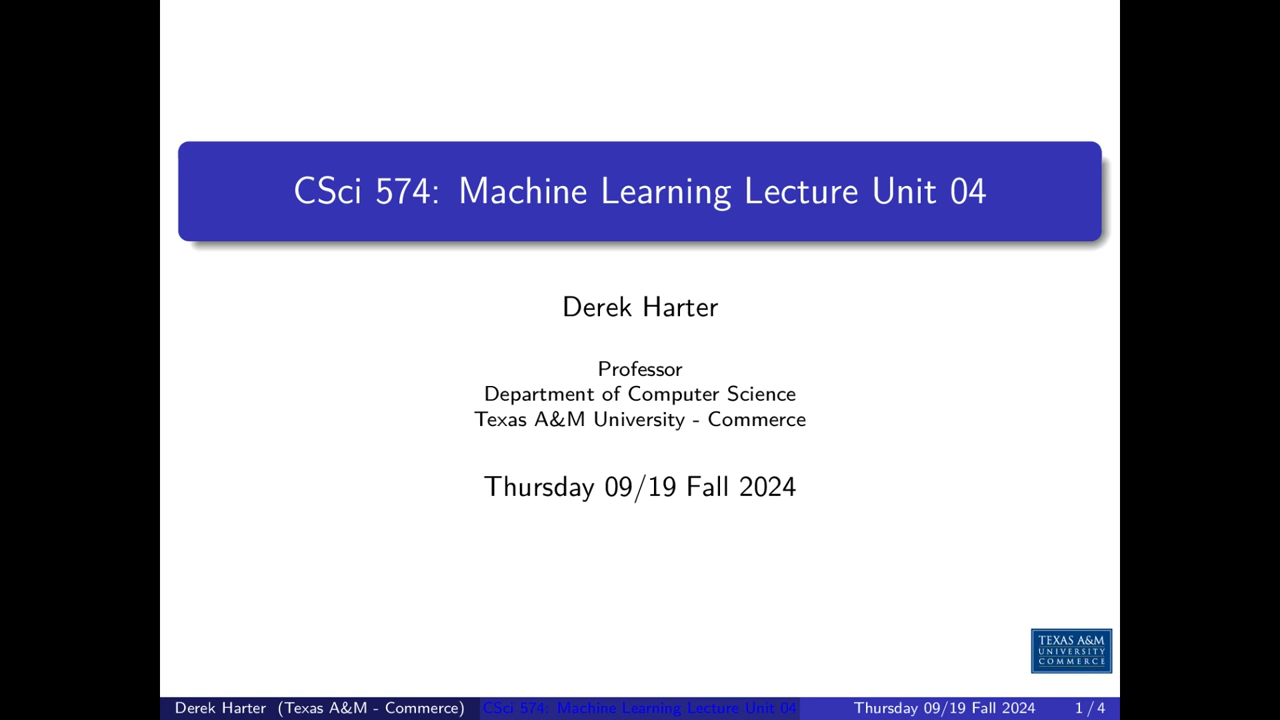 CSci 574: Machine Learning Lecture Unit 04
Derek Harter
Professor
Department of Computer Science
Texas A&M University - Commerce
Thursday 09/19 Fall 2024
TEXAS A&M
UNIVERSITY
COMMERCE
Derek Harter (Texas A&M - Commerce) CSci 574: Machine Learning Lecture Unit 04 Thursday 09/19 Fall 2024 1 / 4